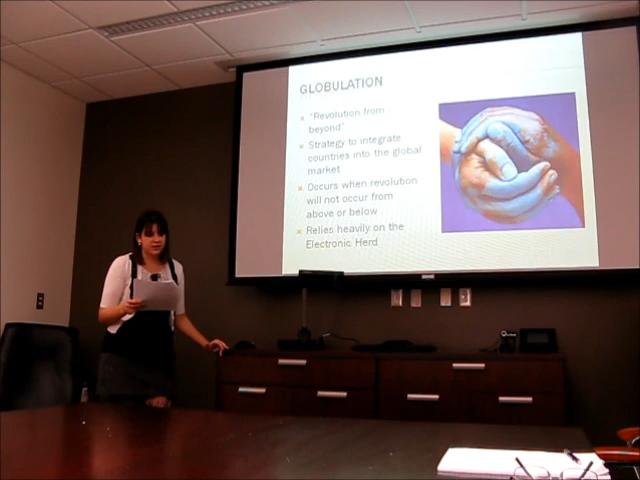 GLOBULATION
"Revolution from
beyond"
Strategy to integrate
countries into the global
market
Occurs when revolution
will not occur from
above or below
Relies heavily on the
Electronic Herd